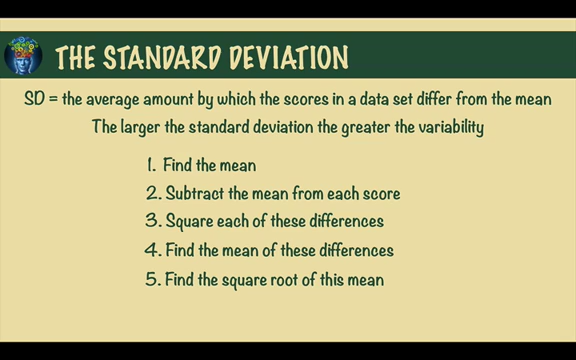 THE STANDARD DEVIATION
SD = the average amount by which the scores in a data set differ from the mean
The larger the standard deviation the greater the variability
1. Find the mean
2. Subtract the mean from each score
3. Square each of these differences
4. Find the mean of these differences
5. Find the square root of this mean